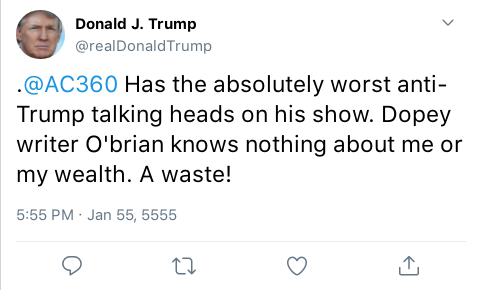 Donald J. Trump
@realDonaldTrump
.@AC360 Has the absolutely worst anti-
Trump talking heads on his show. Dopey
writer O'brian knows nothing about me or
my wealth. A waste!
5:55 PM · Jan 55, 5555